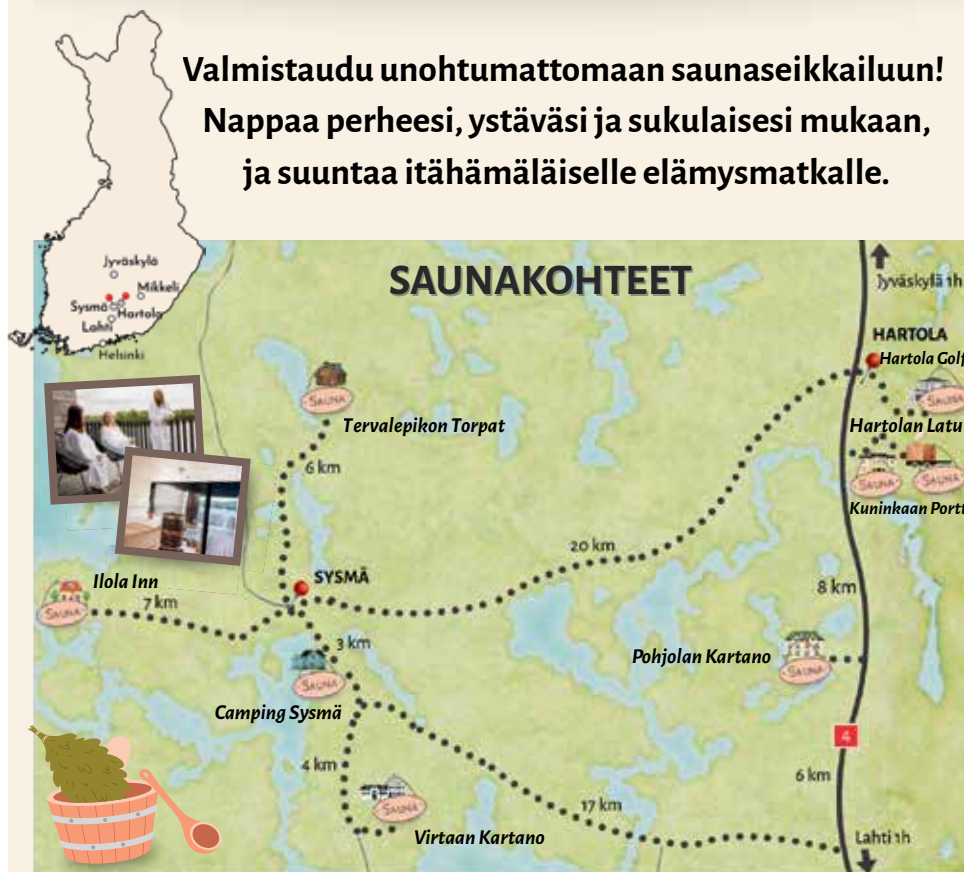 Valmistaudu unohtumattomaan saunaseikkailuun!
Nappaa perheesi, ystäväsi ja sukulaisesi mukaan,
ja suuntaa itähämäläiselle elämysmatkalle.
SAUNAKOHTEET
Jyväskylä
Mikkeli
Sysmä
Hartola
Lahti
Helsinki
Jyväskylä 1h
HARTOLA
Hartola Golf
SAUNA
Hartolan Latu
SAUNA
SAUNA
Kuninkaan Portt
SAUNA
Tervalepikon Torpat
6 km
20 km
Ilola Inn
SAUNA
7 km
SYSMÄ
8 km
3 km
Pohjolan Kartano
SAUNA
SAUNA
Camping Sysmä
4
4 km
6 km
SAUNA
17 km
Virtaan Kartano
Lahti 1h